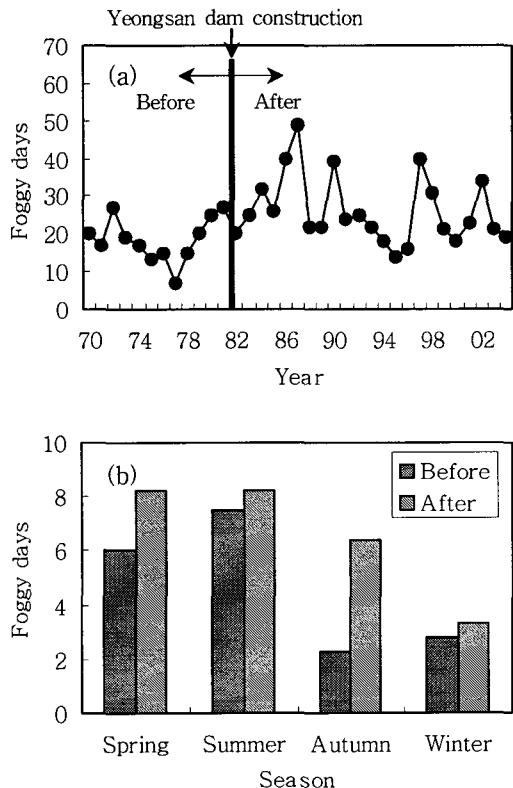 Yeongsan dam construction
(a)
Before After
70
60
50
40
30
20
10
0
Foggy days
70 74 78 82 86 90 94 98 02
Year
(b)
Before
After
10
8
6
4
2
0
Foggy days
Spring Summer Autumn Winter
Season